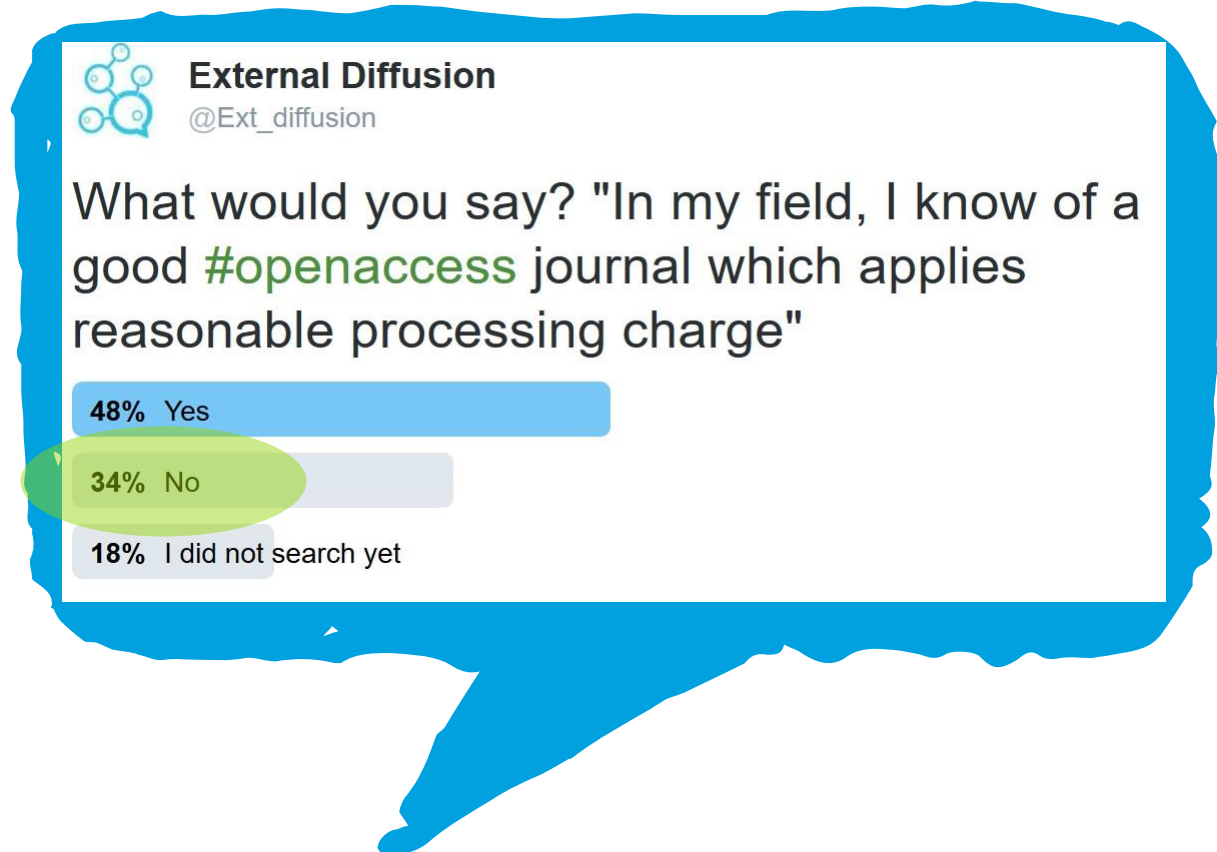 External Diffusion
@Ext_diffusion
What would you say? "In my field, I know of a
good #openaccess journal which applies
reasonable processing charge"
48% Yes
34% No
18% I did not search yet